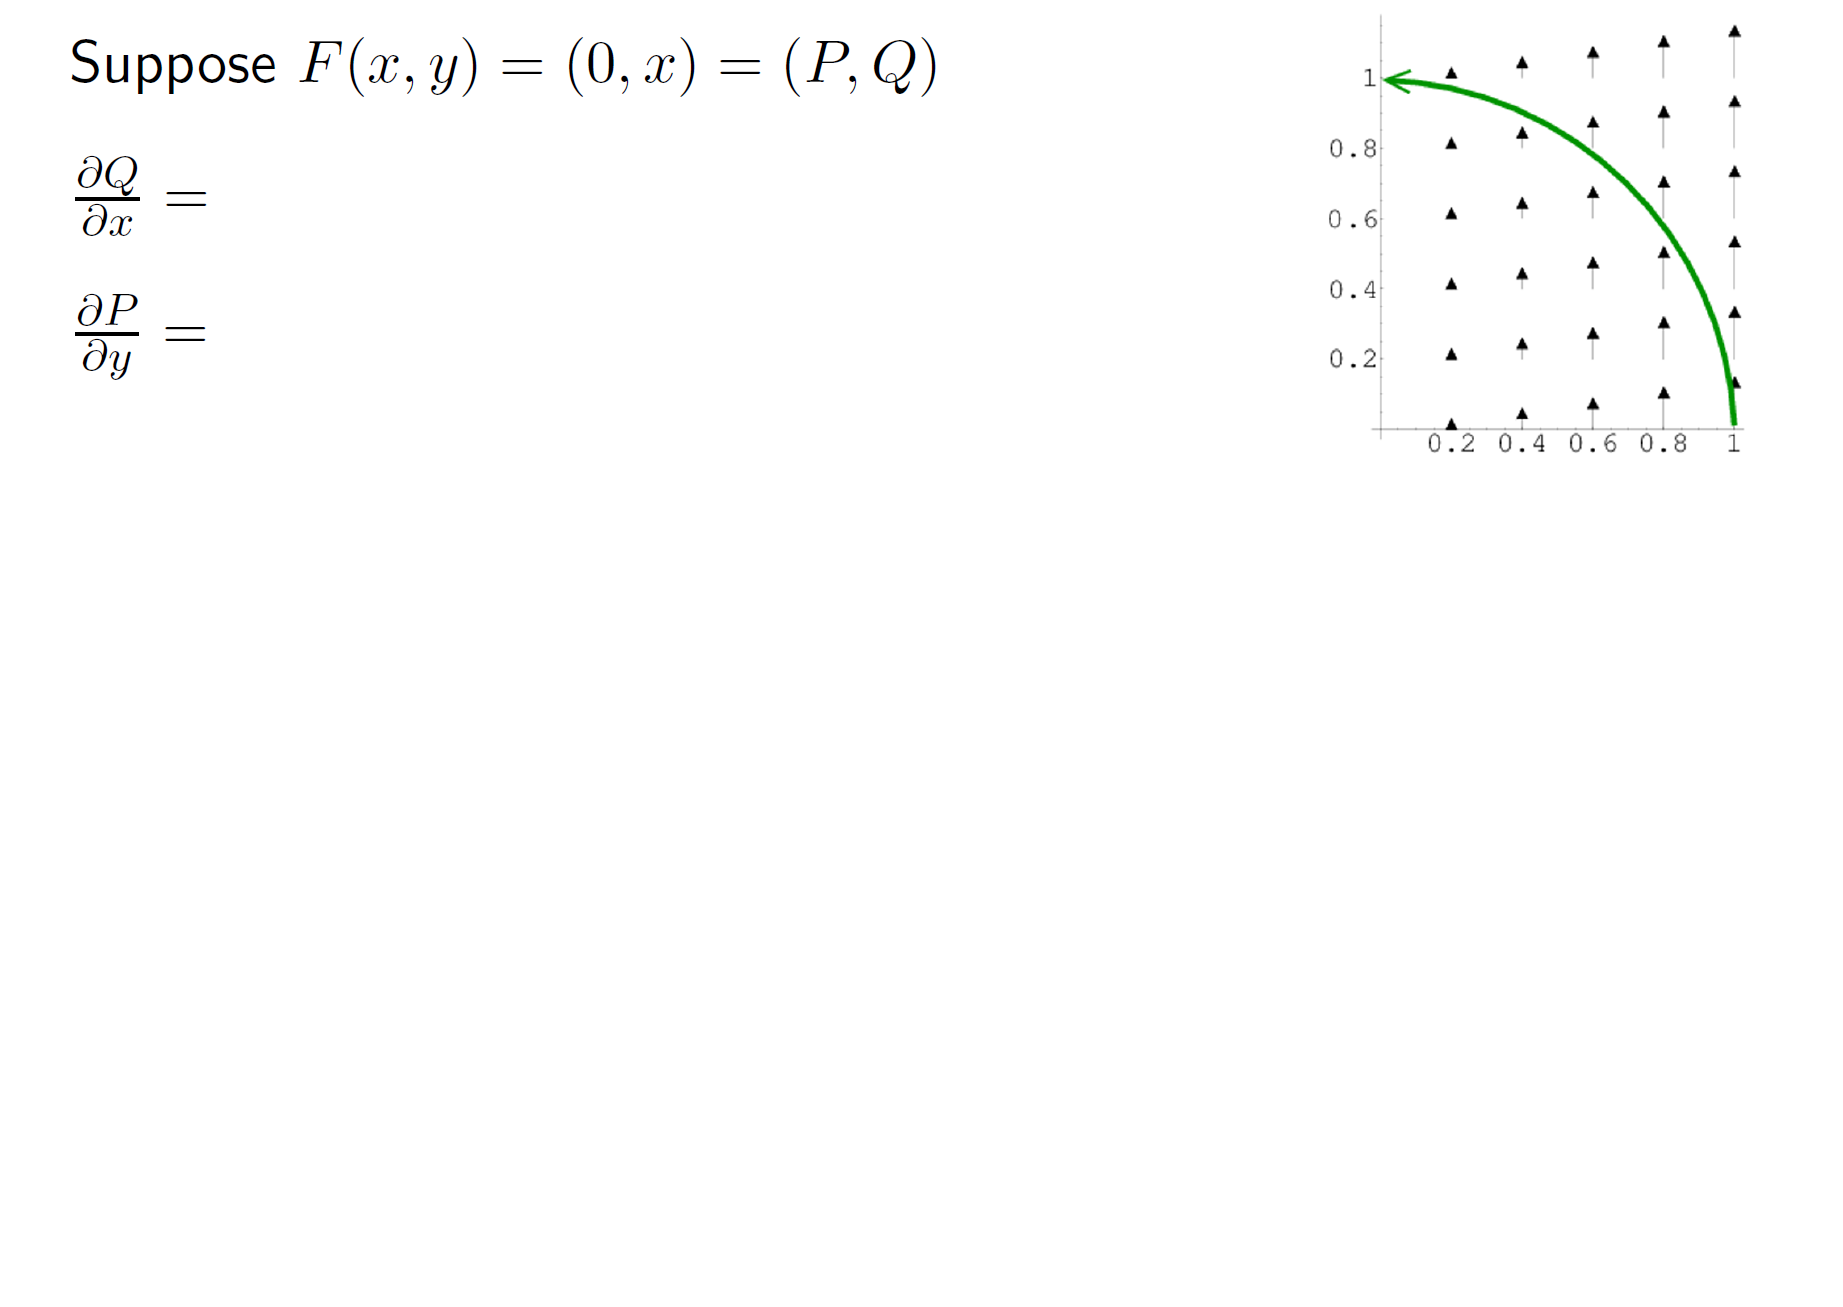 Suppose F(x, y) = (0, x) = (P, Q)
∂Q/∂x =
∂P/∂y =
1
0.8
0.6
0.4
0.2
0.2 0.4 0.6 0.8 1